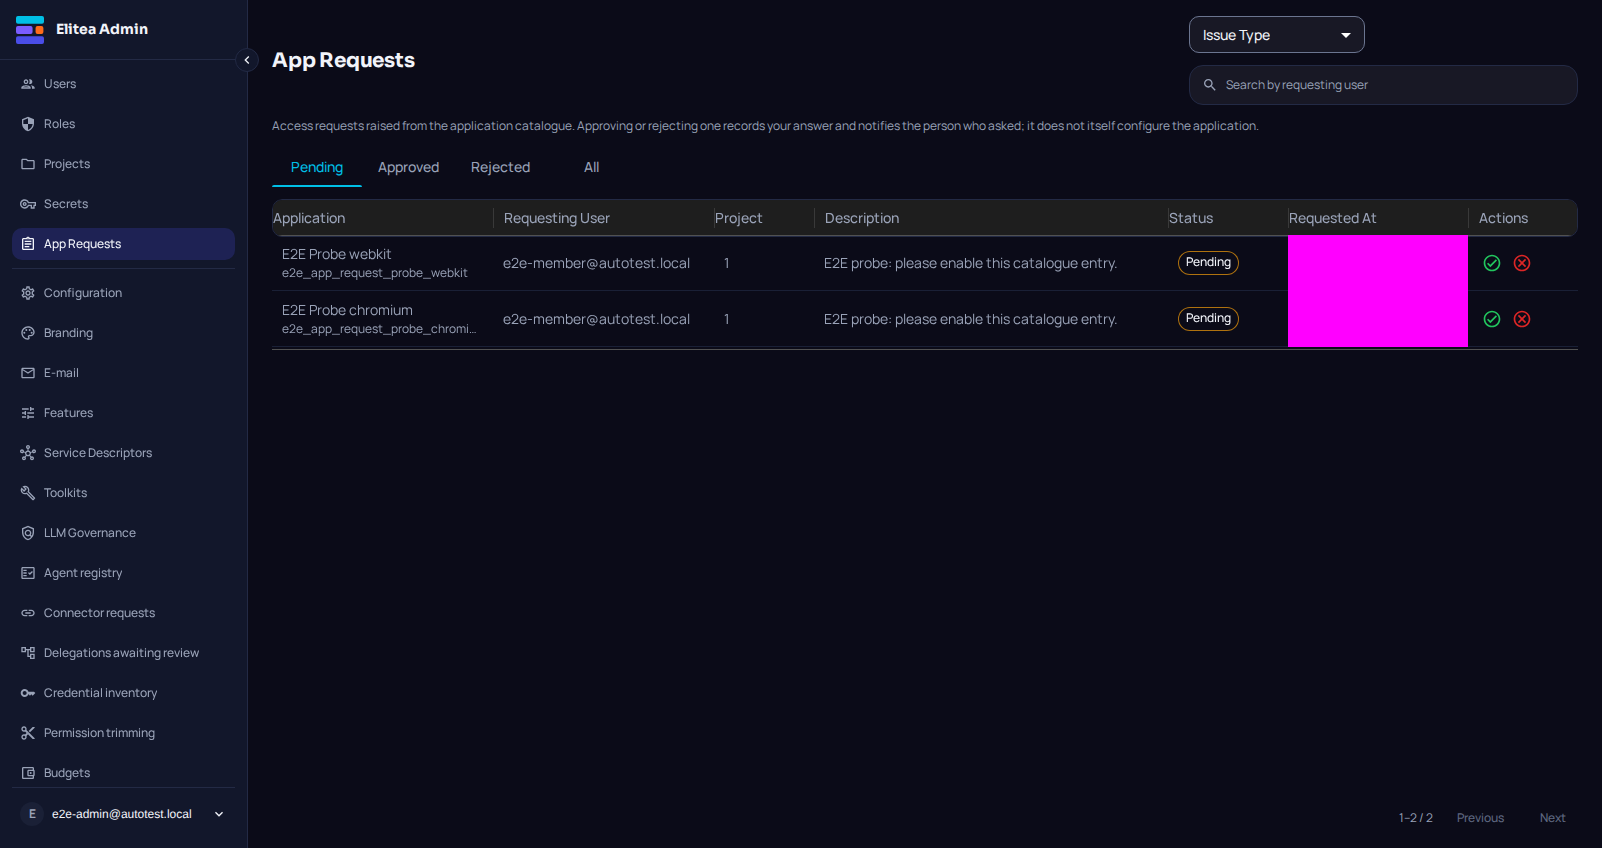 Elitea Admin
Users
Roles
Projects
Secrets
App Requests
Configuration
Branding
E-mail
Features
Service Descriptors
Toolkits
LLM Governance
Agent registry
Connector requests
Delegations awaiting review
Credential inventory
Permission trimming
Budgets
E e2e-admin@autotest.local
App Requests
Issue Type
Search by requesting user
Access requests raised from the application catalogue. Approving or rejecting one records your answer and notifies the person who asked; it does not itself configure the application.
Pending Approved Rejected All
Application Requesting User Project Description Status Requested At Actions
E2E Probe webkit
e2e_app_request_probe_webkit e2e-member@autotest.local 1 E2E probe: please enable this catalogue entry. Pending
E2E Probe chromium
e2e_app_request_probe_chromi... e2e-member@autotest.local 1 E2E probe: please enable this catalogue entry. Pending
1–2 / 2 Previous Next